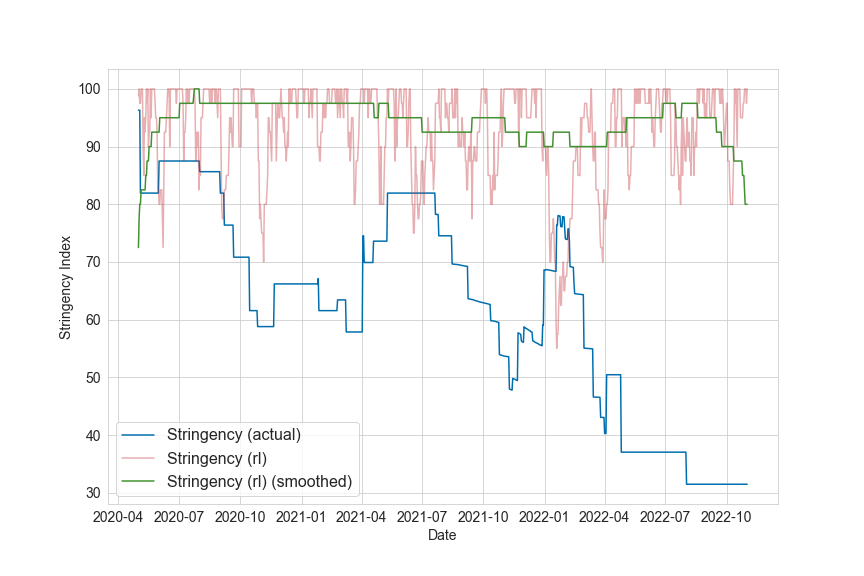 Stringency Index
100
90
80
70
60
50
40
30
Stringency (actual)
Stringency (rl)
Stringency (rl) (smoothed)
2020-04 2020-07 2020-10 2021-01 2021-04 2021-07 2021-10 2022-01 2022-04 2022-07 2022-10
Date